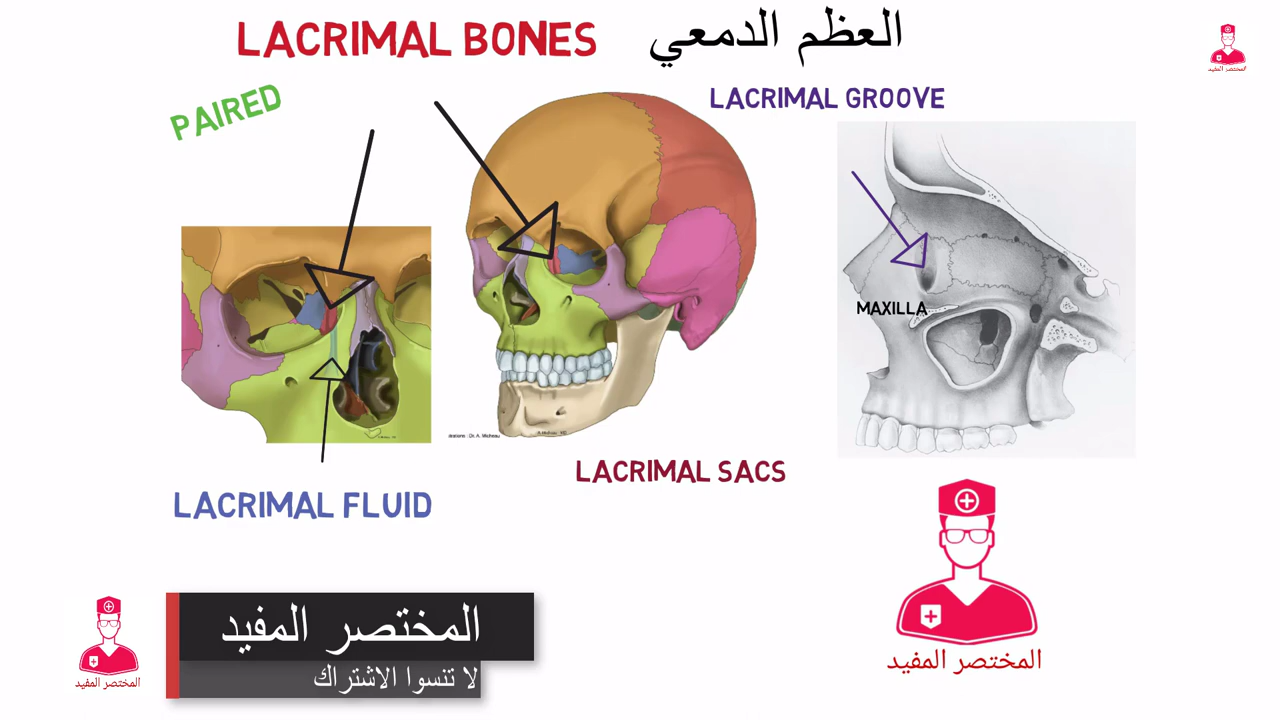 LACRIMAL BONES
العظم الدمعي
المختصر المفيد
PAIRED
LACRIMAL GROOVE
MAXILLA
LACRIMAL SACS
LACRIMAL FLUID
المختصر المفيد
لا تنسوا الاشتراك
المختصر المفيد
المختصر المفيد